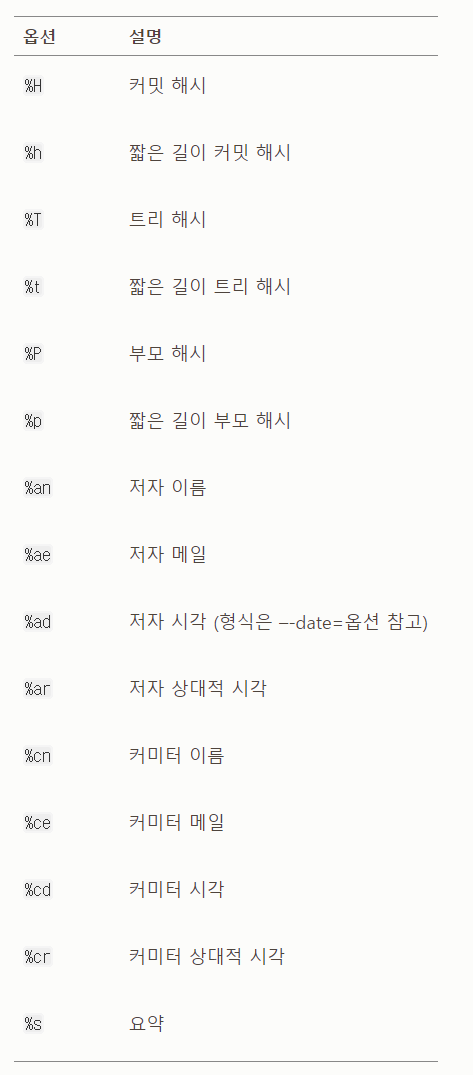 옵션 설명
%H 커밋 해시
%h 짧은 길이 커밋 해시
%T 트리 해시
%t 짧은 길이 트리 해시
%P 부모 해시
%p 짧은 길이 부모 해시
%an 저자 이름
%ae 저자 메일
%ad 저자 시각 (형식은 –-date=옵션 참고)
%ar 저자 상대적 시각
%cn 커미터 이름
%ce 커미터 메일
%cd 커미터 시각
%cr 커미터 상대적 시각
%s 요약